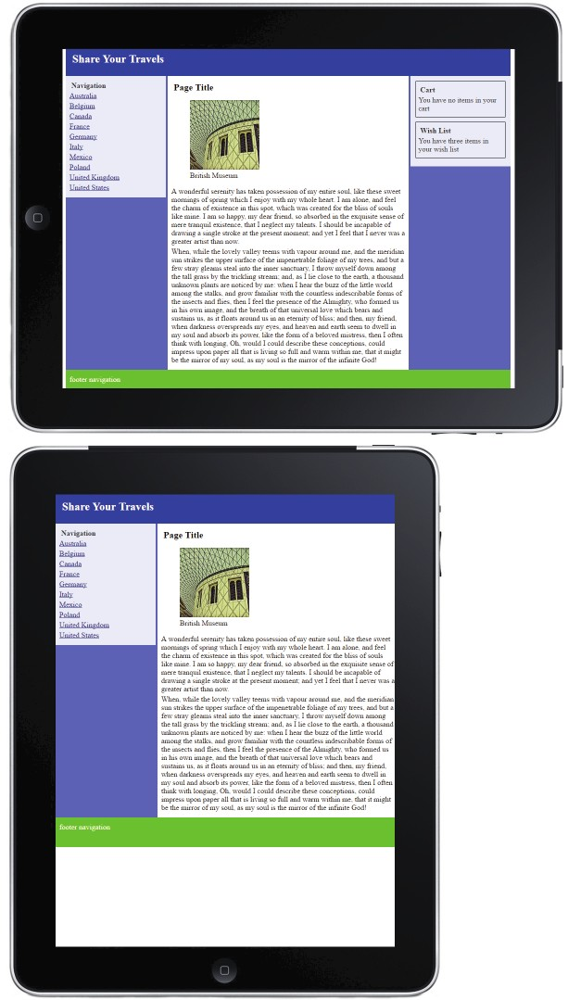 Share Your Travels
Navigation
Australia
Belgium
Canada
France
Germany
Italy
Mexico
Poland
United Kingdom
United States
Page Title
British Museum
A wonderful serenity has taken possession of my entire soul, like these sweet
mornings of spring which I enjoy with my whole heart. I am alone, and feel
the charm of existence in this spot, which was created for the bliss of souls
like mine. I am so happy, my dear friend, so absorbed in the exquisite sense of
mere tranquil existence, that I neglect my talents. I should be incapable of
drawing a single stroke at the present moment; and yet I feel that I never was a
greater artist than now.
When, while the lovely valley teems with vapour around me, and the meridian
sun strikes the upper surface of the impenetrable foliage of my trees, and but a
few stray gleams steal into the inner sanctuary, I throw myself down among
the tall grass by the trickling stream; and, as I lie close to the earth, a thousand
unknown plants are noticed by me: when I hear the buzz of the little world
among the stalks, and grow familiar with the countless indescribable forms of
the insects and flies, then I feel the presence of the Almighty, who formed us
in his own image, and the breath of that universal love which bears and
sustains us, as it floats around us in an eternity of bliss; and then, my friend,
when darkness overspreads my eyes, and heaven and earth seem to dwell in
my soul and absorb its power, like the form of a beloved mistress, then I often
think with longing, Oh, would I could describe these conceptions, could
impress upon paper all that is living so full and warm within me, that it might
be the mirror of my soul, as my soul is the mirror of the infinite God!
Cart
You have no items in your
cart
Wish List
You have three items in
your wish list
footer navigation
Share Your Travels
Navigation
Australia
Belgium
Canada
France
Germany
Italy
Mexico
Poland
United Kingdom
United States
Page Title
British Museum
A wonderful serenity has taken possession of my entire soul, like these sweet
mornings of spring which I enjoy with my whole heart. I am alone, and feel
the charm of existence in this spot, which was created for the bliss of souls
like mine. I am so happy, my dear friend, so absorbed in the exquisite sense of
mere tranquil existence, that I neglect my talents. I should be incapable of
drawing a single stroke at the present moment; and yet I feel that I never was a
greater artist than now.
When, while the lovely valley teems with vapour around me, and the meridian
sun strikes the upper surface of the impenetrable foliage of my trees, and but a
few stray gleams steal into the inner sanctuary, I throw myself down among
the tall grass by the trickling stream; and, as I lie close to the earth, a thousand
unknown plants are noticed by me: when I hear the buzz of the little world
among the stalks, and grow familiar with the countless indescribable forms of
the insects and flies, then I feel the presence of the Almighty, who formed us
in his own image, and the breath of that universal love which bears and
sustains us, as it floats around us in an eternity of bliss; and then, my friend,
when darkness overspreads my eyes, and heaven and earth seem to dwell in
my soul and absorb its power, like the form of a beloved mistress, then I often
think with longing, Oh, would I could describe these conceptions, could
impress upon paper all that is living so full and warm within me, that it might
be the mirror of my soul, as my soul is the mirror of the infinite God!
footer navigation